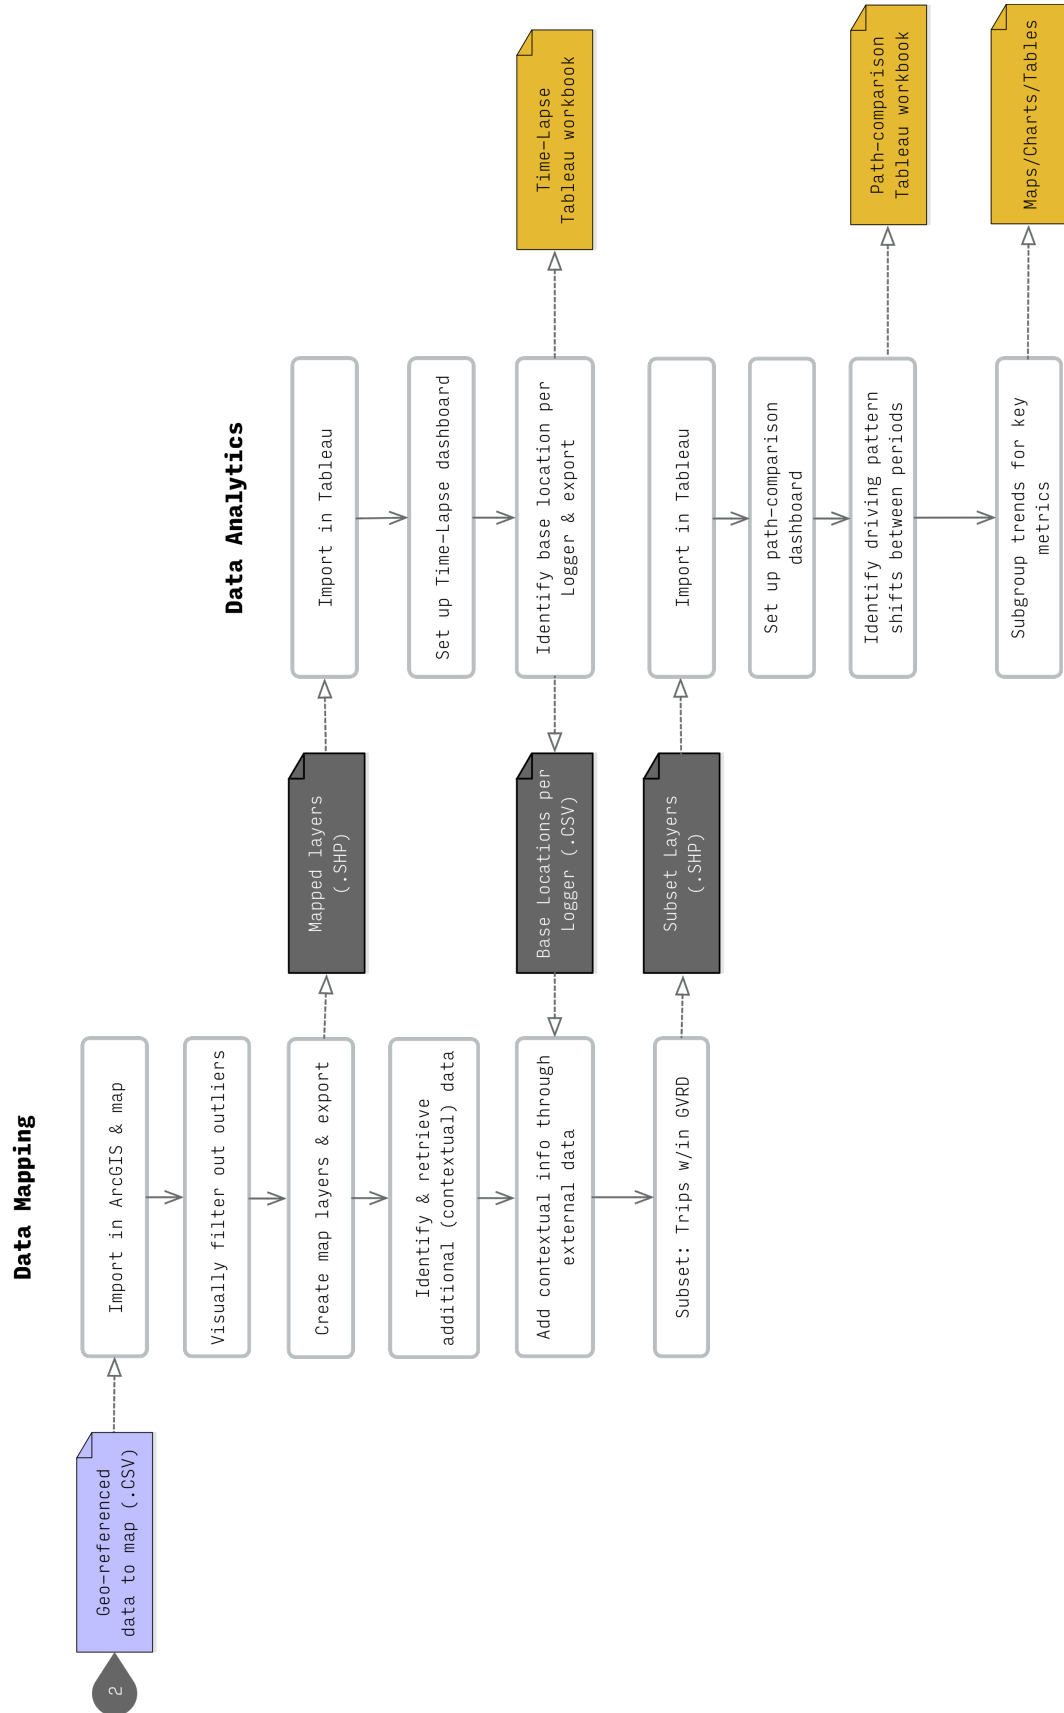 Data Mapping
Data Analytics
2
Geo-referenced
data to map (.CSV)
Import in ArcGIS & map
Visually filter out outliers
Create map layers & export
Mapped layers
(.SHP)
Import in Tableau
Set up Time-Lapse dashboard
Identify & retrieve
additional (contextual) data
Add contextual info through
external data
Base Locations per
Logger (.CSV)
Identify base location per
Logger & export
Time-Lapse
Tableau workbook
Subset: Trips w/in GVRD
Subset Layers
(.SHP)
Import in Tableau
Set up path-comparison
dashboard
Identify driving pattern
shifts between periods
Path-comparison
Tableau workbook
Subgroup trends for key
metrics
Maps/Charts/Tables